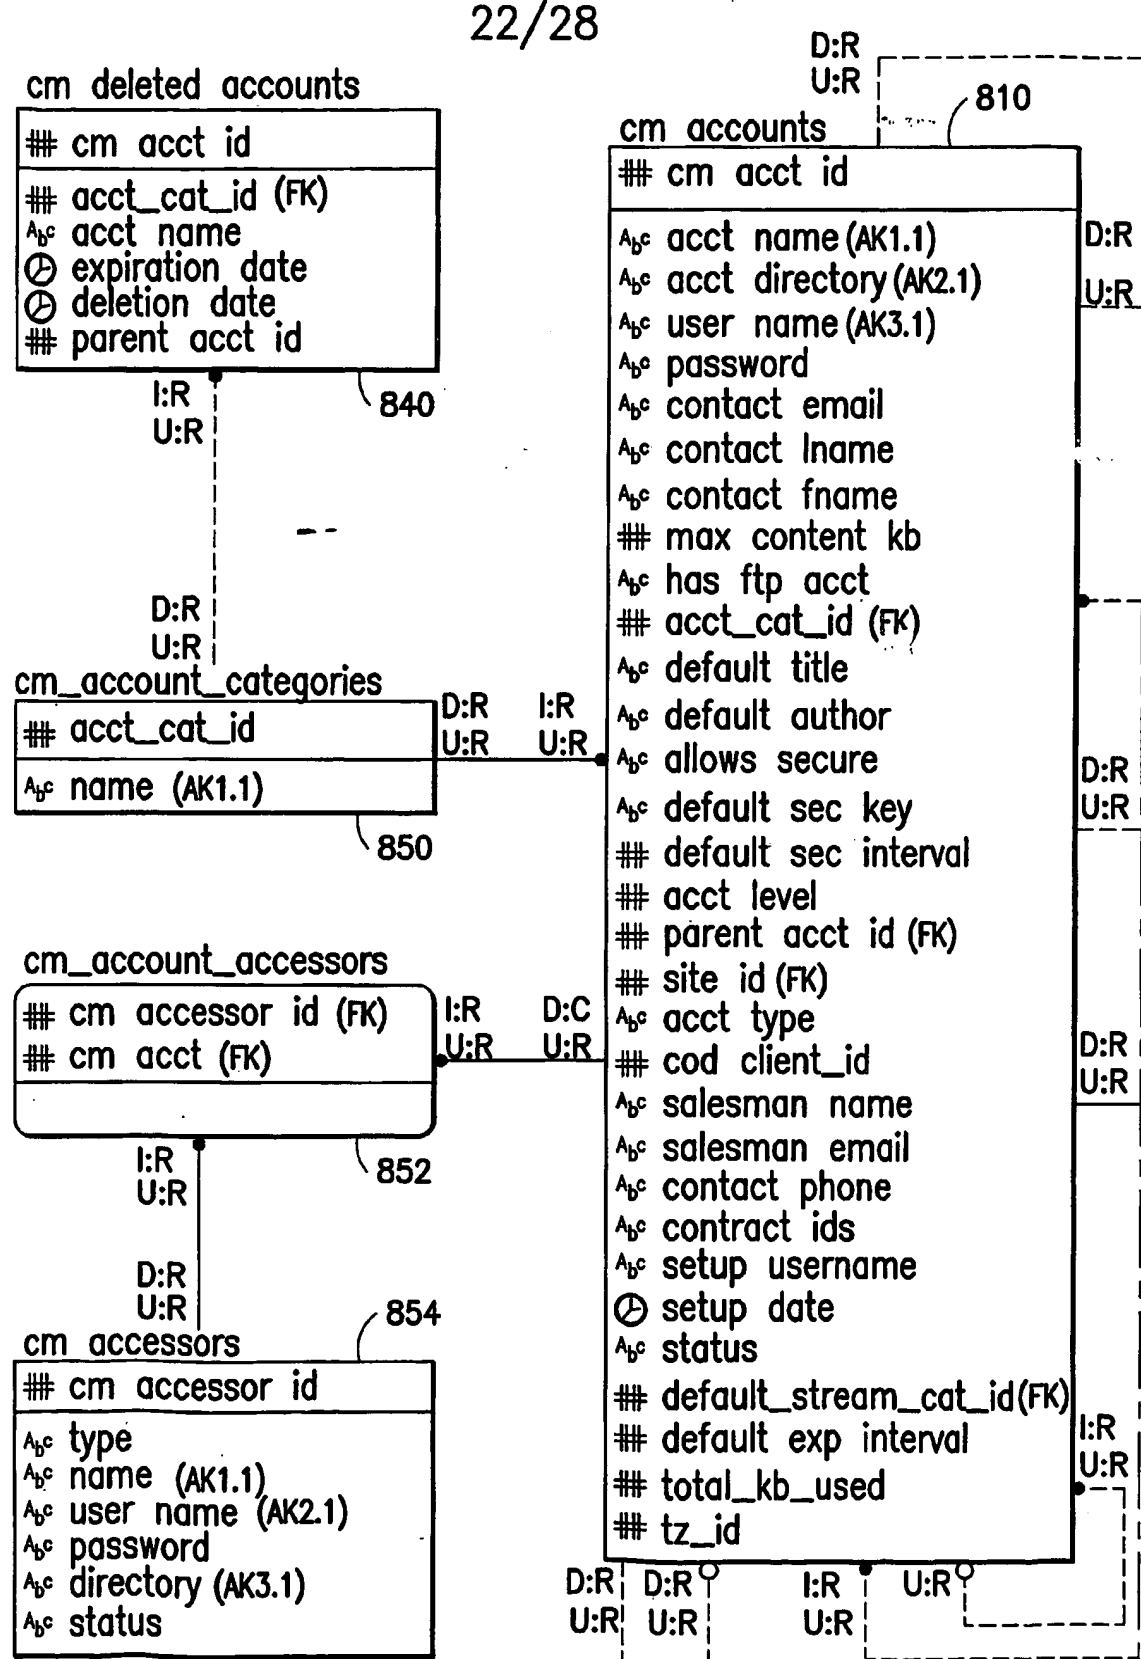 22/28
cm deleted accounts
# cm acct id
# acct_cat_id (FK)
Abc acct name
expiration date
deletion date
# parent acct id
I:R
U:R
840
D:R
U:R
cm_account_categories
# acct_cat_id
Abc name (AK1.1)
850
D:R I:R
U:R U:R
cm_account_accessors
# cm accessor id (FK)
# cm acct (FK)
852
I:R D:C
U:R U:R
I:R
U:R
D:R
U:R
854
cm accessors
# cm accessor id
Abc type
Abc name (AK1.1)
Abc user name (AK2.1)
Abc password
Abc directory (AK3.1)
Abc status
D:R
U:R
810
cm accounts
# cm acct id
Abc acct name (AK1.1)
Abc acct directory (AK2.1)
Abc user name (AK3.1)
Abc password
Abc contact email
Abc contact lname
Abc contact fname
# max content kb
Abc has ftp acct
# acct_cat_id (FK)
Abc default title
Abc default author
Abc allows secure
Abc default sec key
# default sec interval
# acct level
# parent acct id (FK)
# site id (FK)
Abc acct type
# cod client_id
Abc salesman name
Abc salesman email
Abc contact phone
Abc contract ids
Abc setup username
setup date
Abc status
# default_stream_cat_id (FK)
# default exp interval
# total_kb_used
# tz_id
D:R
U:R
D:R
U:R
D:R
U:R
I:R
U:R
D:R D:R I:R U:R
U:R U:R U:R